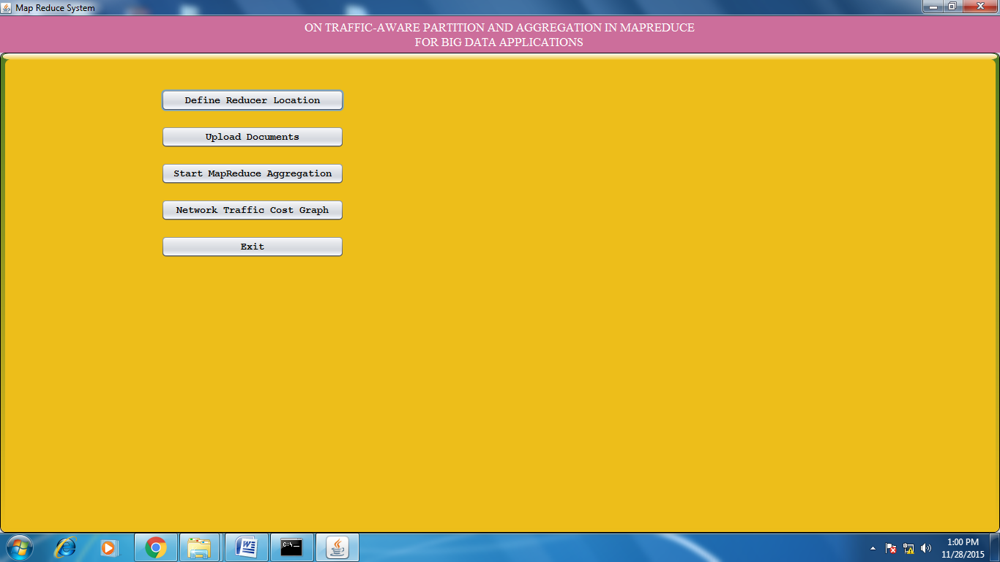 Map Reduce System
ON TRAFFIC-AWARE PARTITION AND AGGREGATION IN MAPREDUCE
FOR BIG DATA APPLICATIONS
Define Reducer Location
Upload Documents
Start MapReduce Aggregation
Network Traffic Cost Graph
Exit
C:\_
1:00 PM
11/28/2015